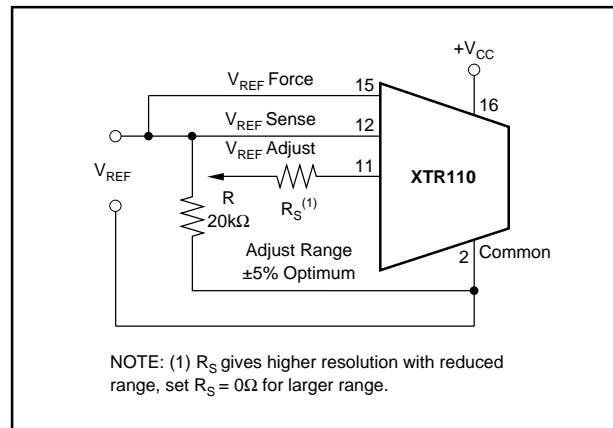 +V_CC
V_REF Force
15
16
V_REF Sense
12
V_REF Adjust
11
XTR110
V_REF
R
20kΩ
R_S(1)
Adjust Range
±5% Optimum
2
Common
NOTE: (1) R_S gives higher resolution with reduced
range, set R_S = 0Ω for larger range.